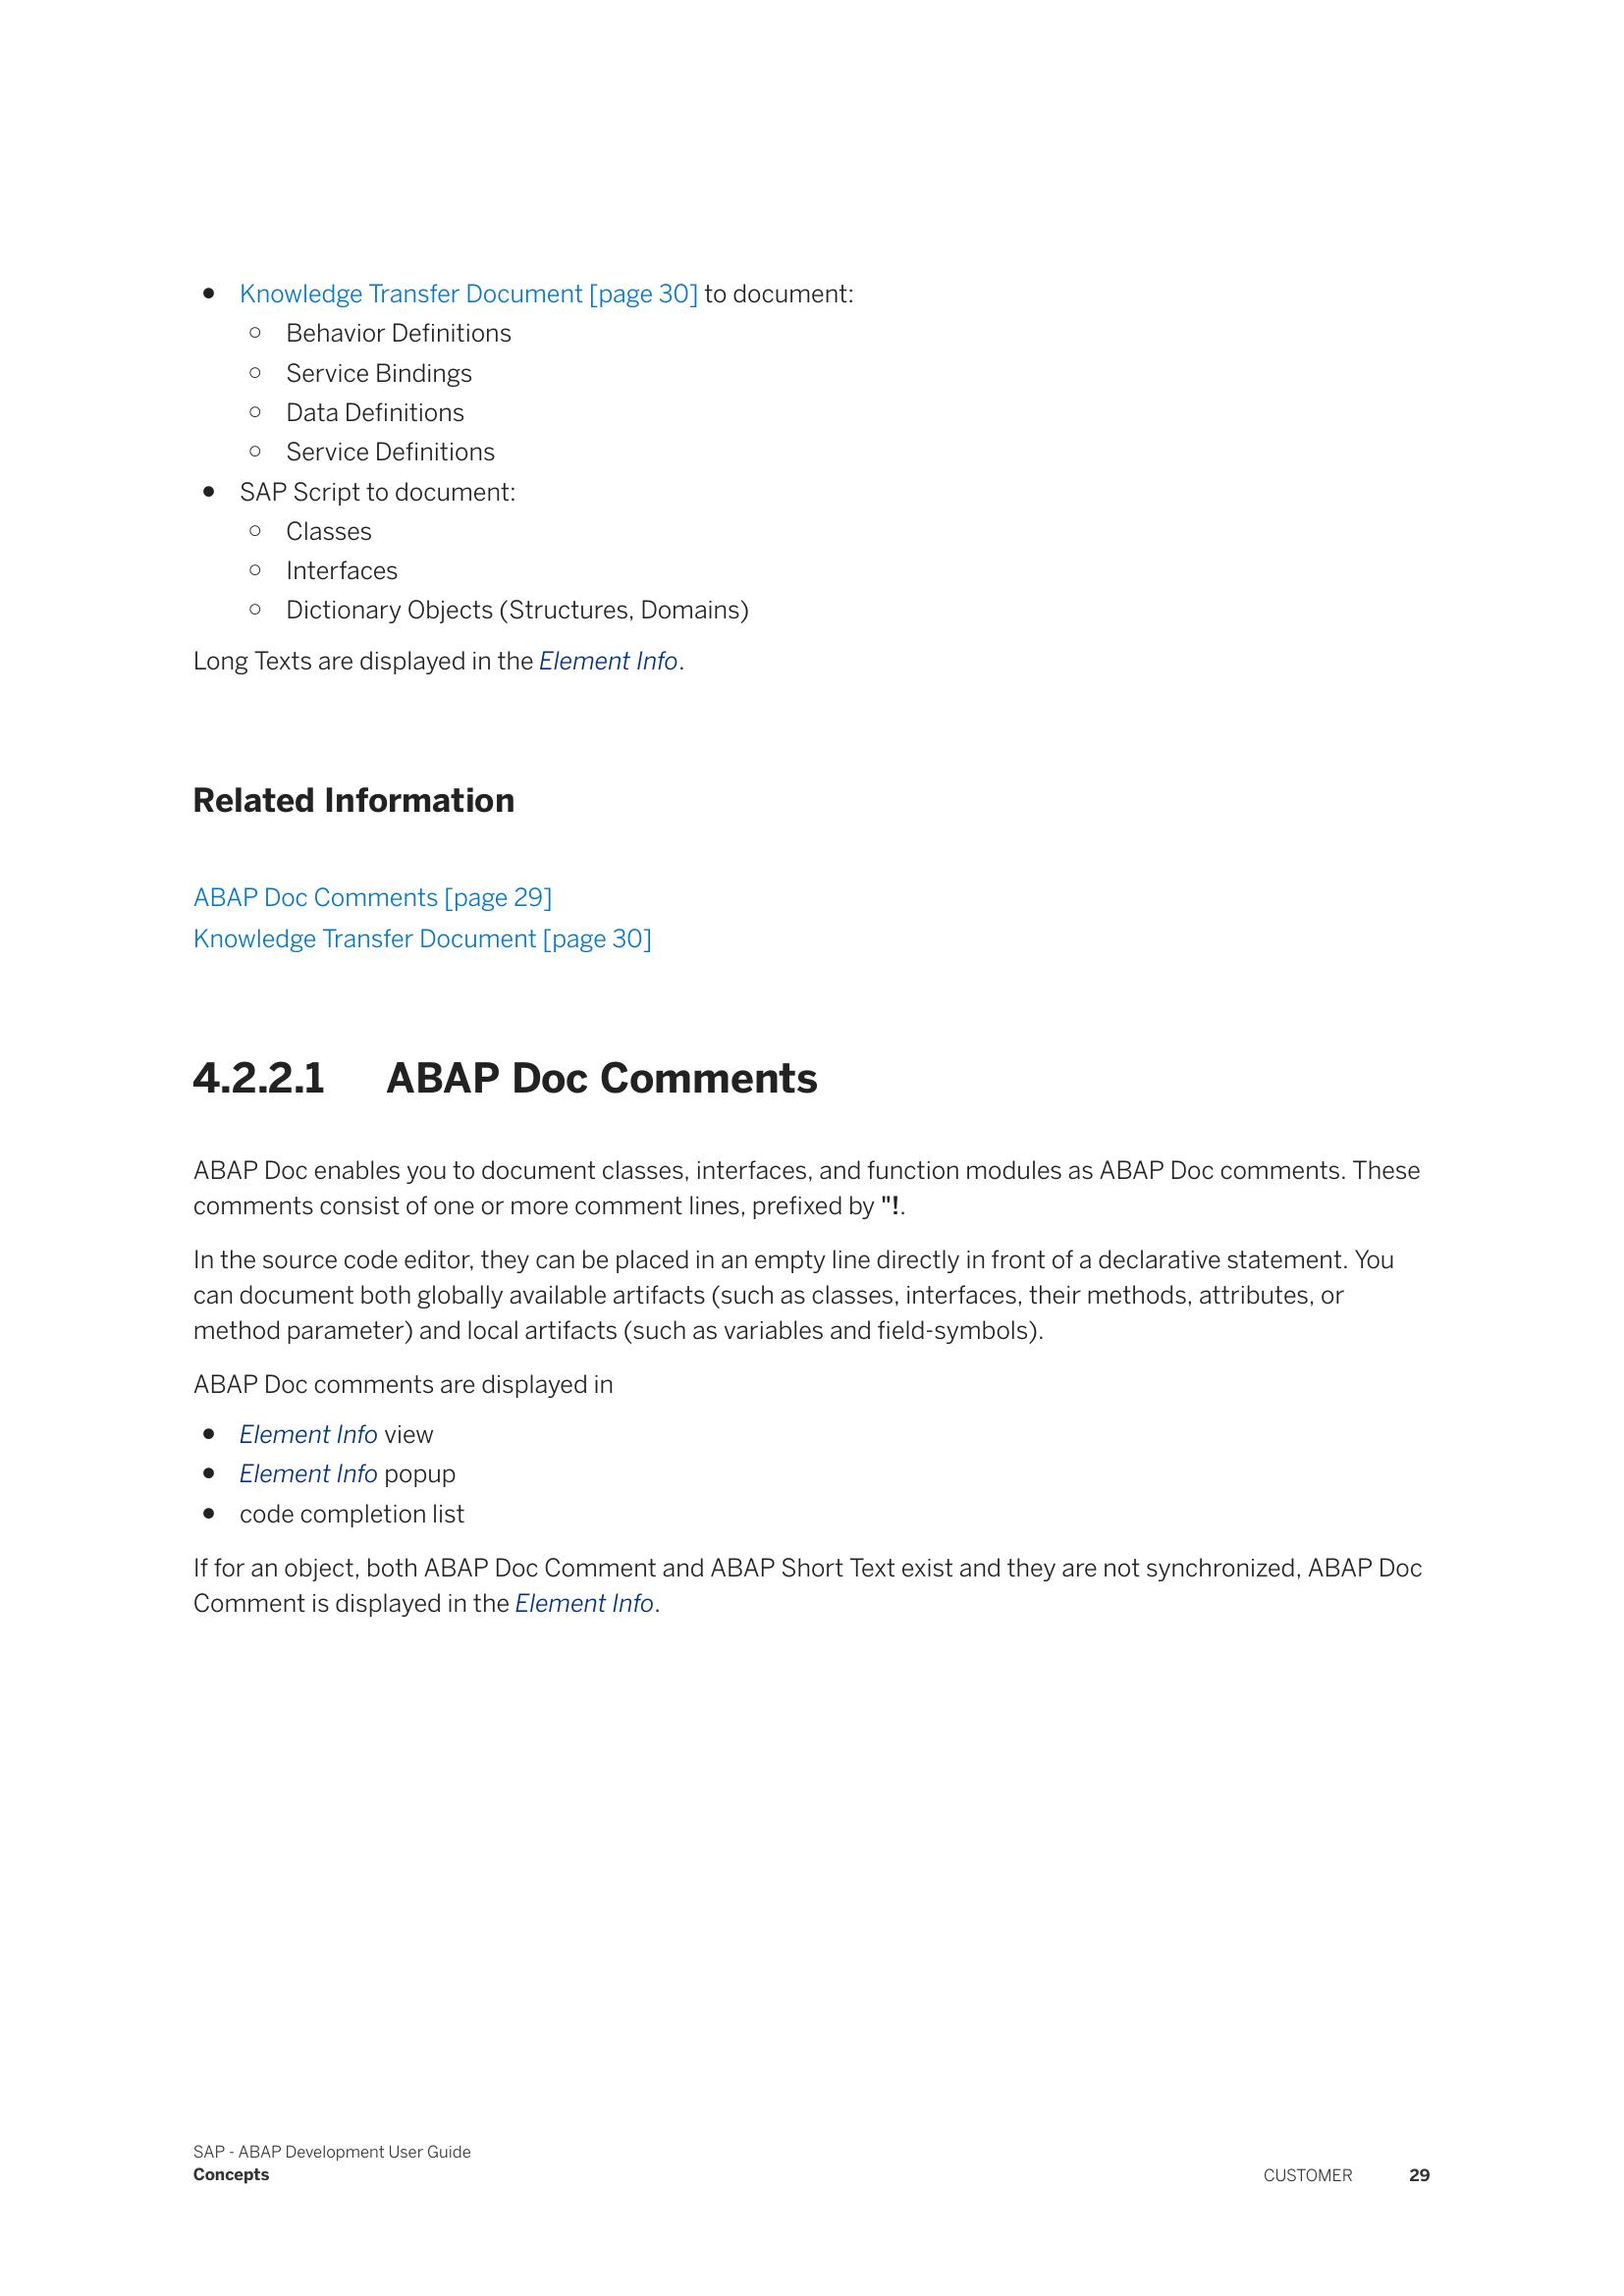 ● Knowledge Transfer Document [page 30] to document:
○ Behavior Definitions
○ Service Bindings
○ Data Definitions
○ Service Definitions
● SAP Script to document:
○ Classes
○ Interfaces
○ Dictionary Objects (Structures, Domains)
Long Texts are displayed in the Element Info.
Related Information
ABAP Doc Comments [page 29]
Knowledge Transfer Document [page 30]
4.2.2.1 ABAP Doc Comments
ABAP Doc enables you to document classes, interfaces, and function modules as ABAP Doc comments. These
comments consist of one or more comment lines, prefixed by "!.
In the source code editor, they can be placed in an empty line directly in front of a declarative statement. You
can document both globally available artifacts (such as classes, interfaces, their methods, attributes, or
method parameter) and local artifacts (such as variables and field-symbols).
ABAP Doc comments are displayed in
● Element Info view
● Element Info popup
● code completion list
If for an object, both ABAP Doc Comment and ABAP Short Text exist and they are not synchronized, ABAP Doc
Comment is displayed in the Element Info.
SAP - ABAP Development User Guide
Concepts
CUSTOMER 29